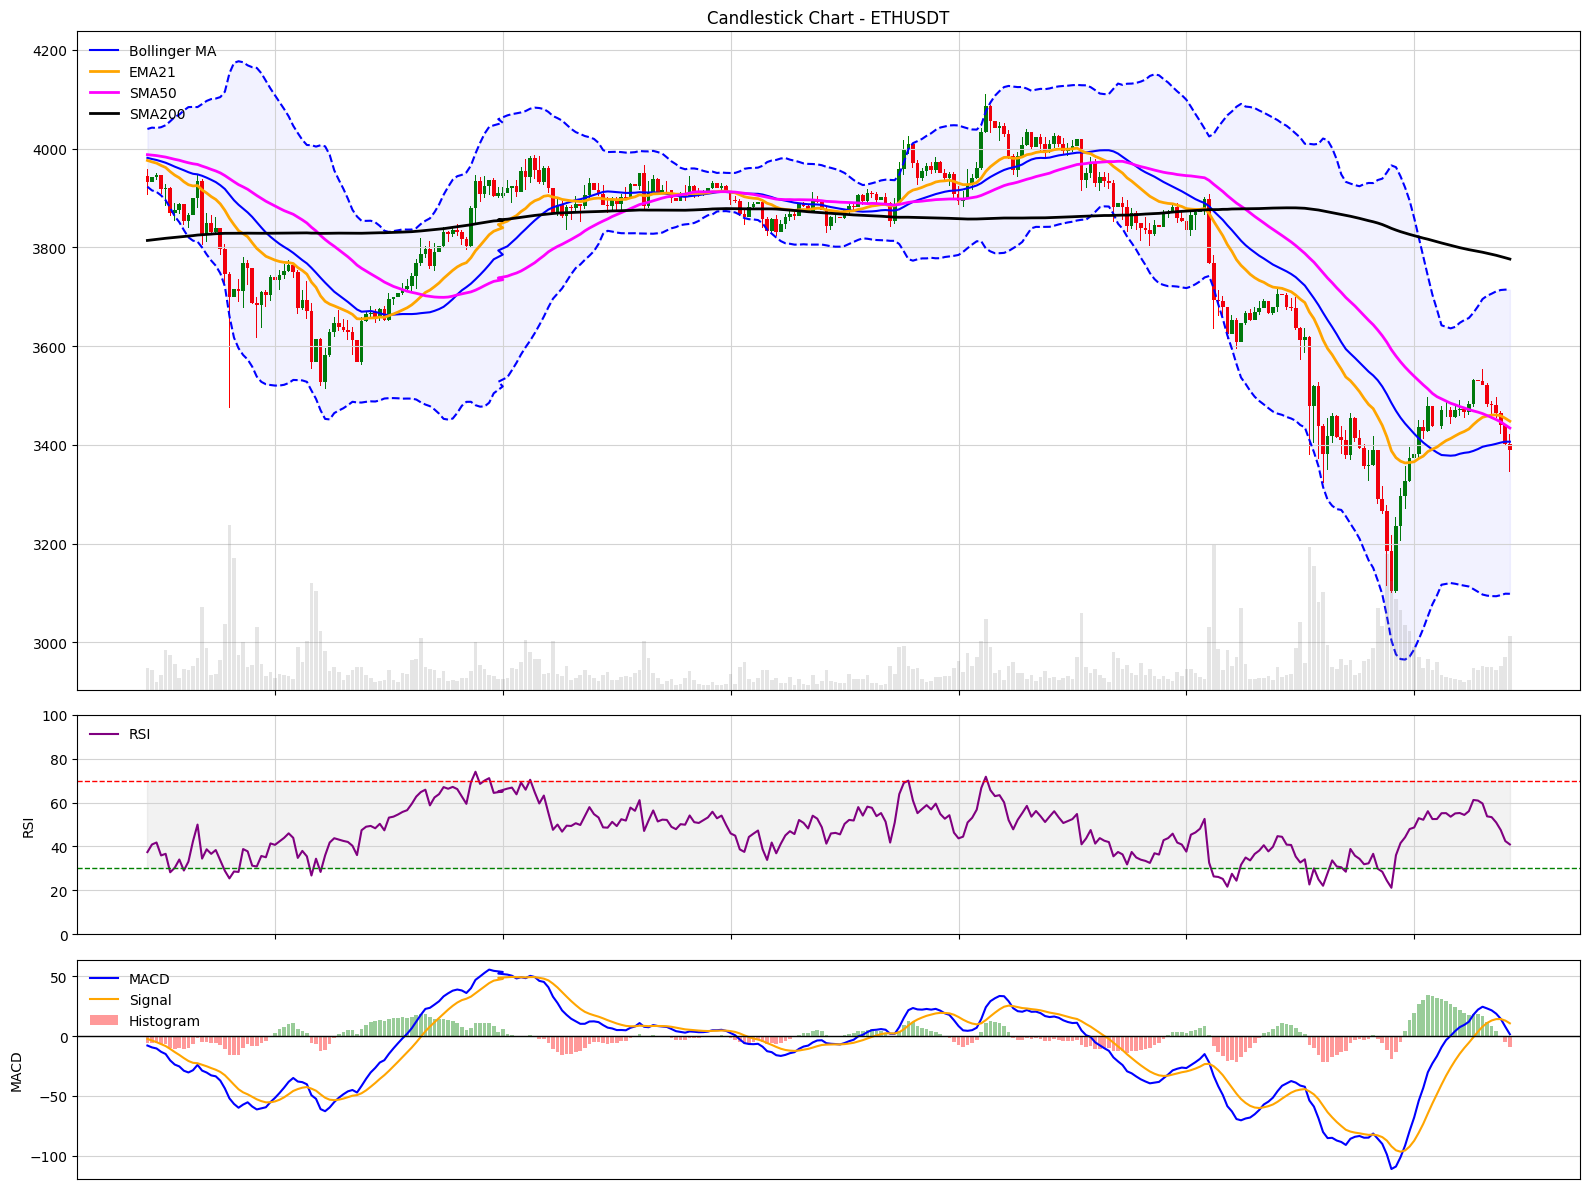 Candlestick Chart - ETHUSDT
4200
4000
3800
3600
3400
3200
3000
Bollinger MA
EMA21
SMA50
SMA200
100
80
60
40
20
0
RSI
RSI
50
0
−50
−100
MACD
MACD
Signal
Histogram